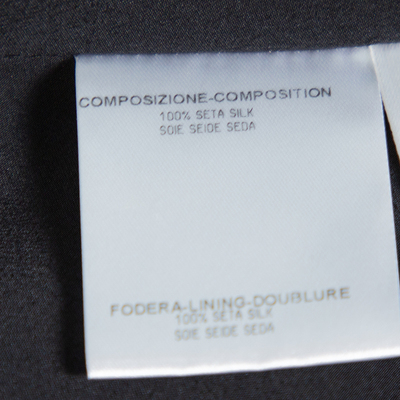 COMPOSIZIONE-COMPOSITION
100% SETA SILK
SOIE SEIDE SEDA
FODERA-LINING-DOUBLURE
100% SETA SILK
SOIE SEIDE SEDA